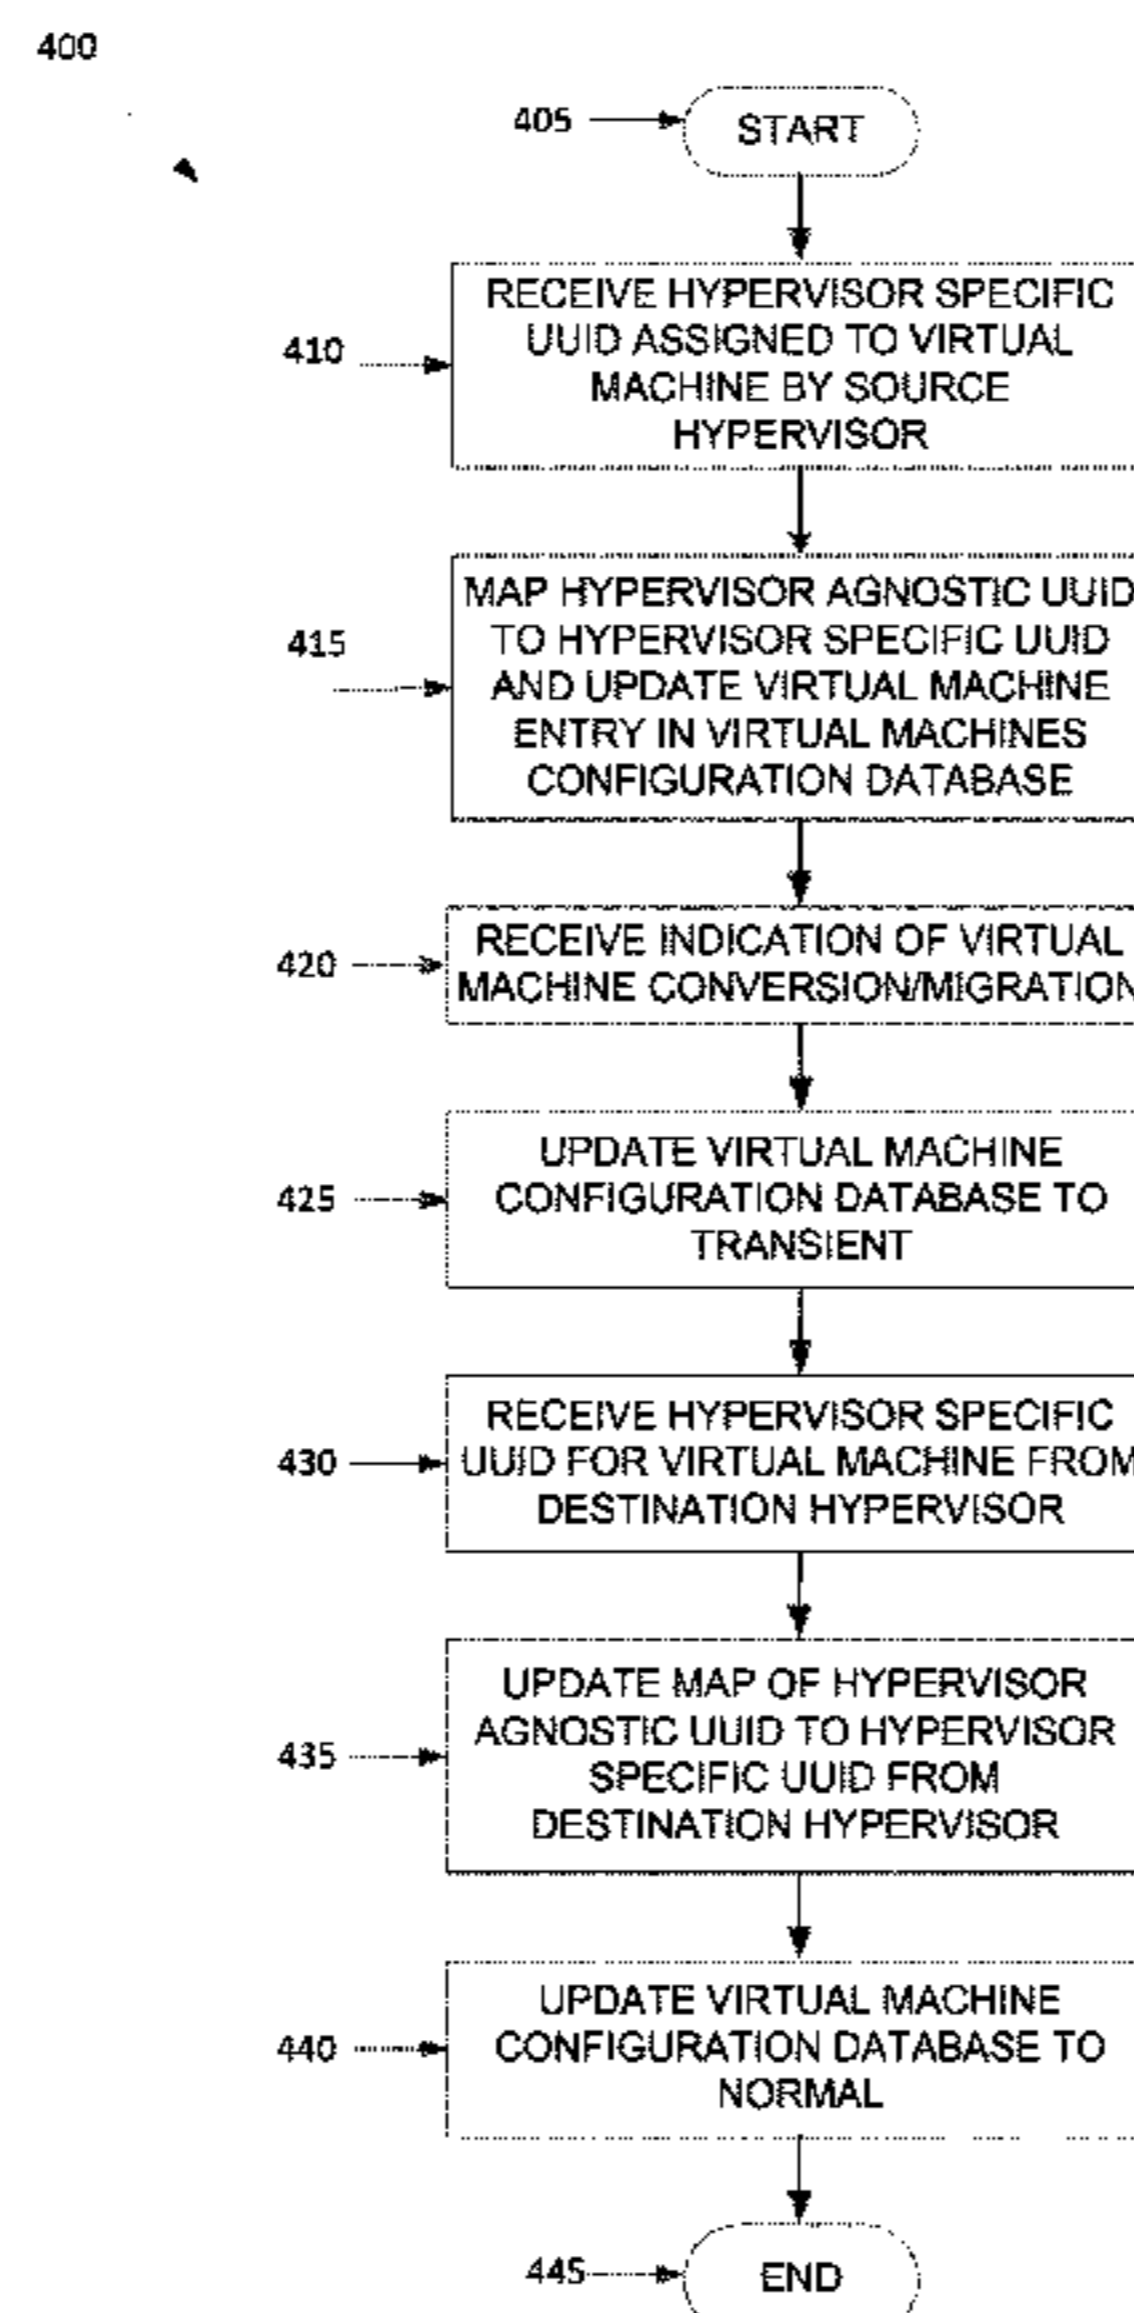 400
405
START
410
RECEIVE HYPERVISOR SPECIFIC
UUID ASSIGNED TO VIRTUAL
MACHINE BY SOURCE
HYPERVISOR
415
MAP HYPERVISOR AGNOSTIC UUID
TO HYPERVISOR SPECIFIC UUID
AND UPDATE VIRTUAL MACHINE
ENTRY IN VIRTUAL MACHINES
CONFIGURATION DATABASE
420
RECEIVE INDICATION OF VIRTUAL
MACHINE CONVERSION/MIGRATION
425
UPDATE VIRTUAL MACHINE
CONFIGURATION DATABASE TO
TRANSIENT
430
RECEIVE HYPERVISOR SPECIFIC
UUID FOR VIRTUAL MACHINE FROM
DESTINATION HYPERVISOR
435
UPDATE MAP OF HYPERVISOR
AGNOSTIC UUID TO HYPERVISOR
SPECIFIC UUID FROM
DESTINATION HYPERVISOR
440
UPDATE VIRTUAL MACHINE
CONFIGURATION DATABASE TO
NORMAL
445
END